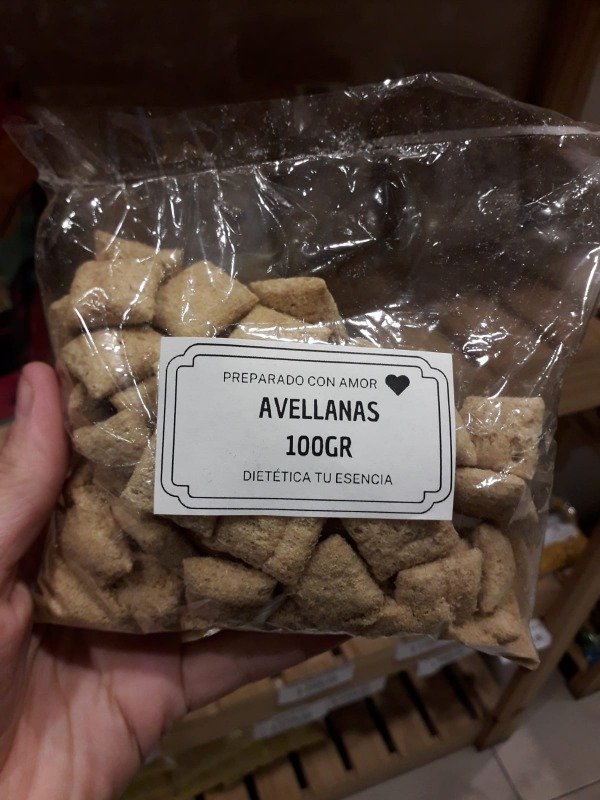 PREPARADO CON AMOR ♥
AVELLANAS
100GR
DIETÉTICA TU ESENCIA